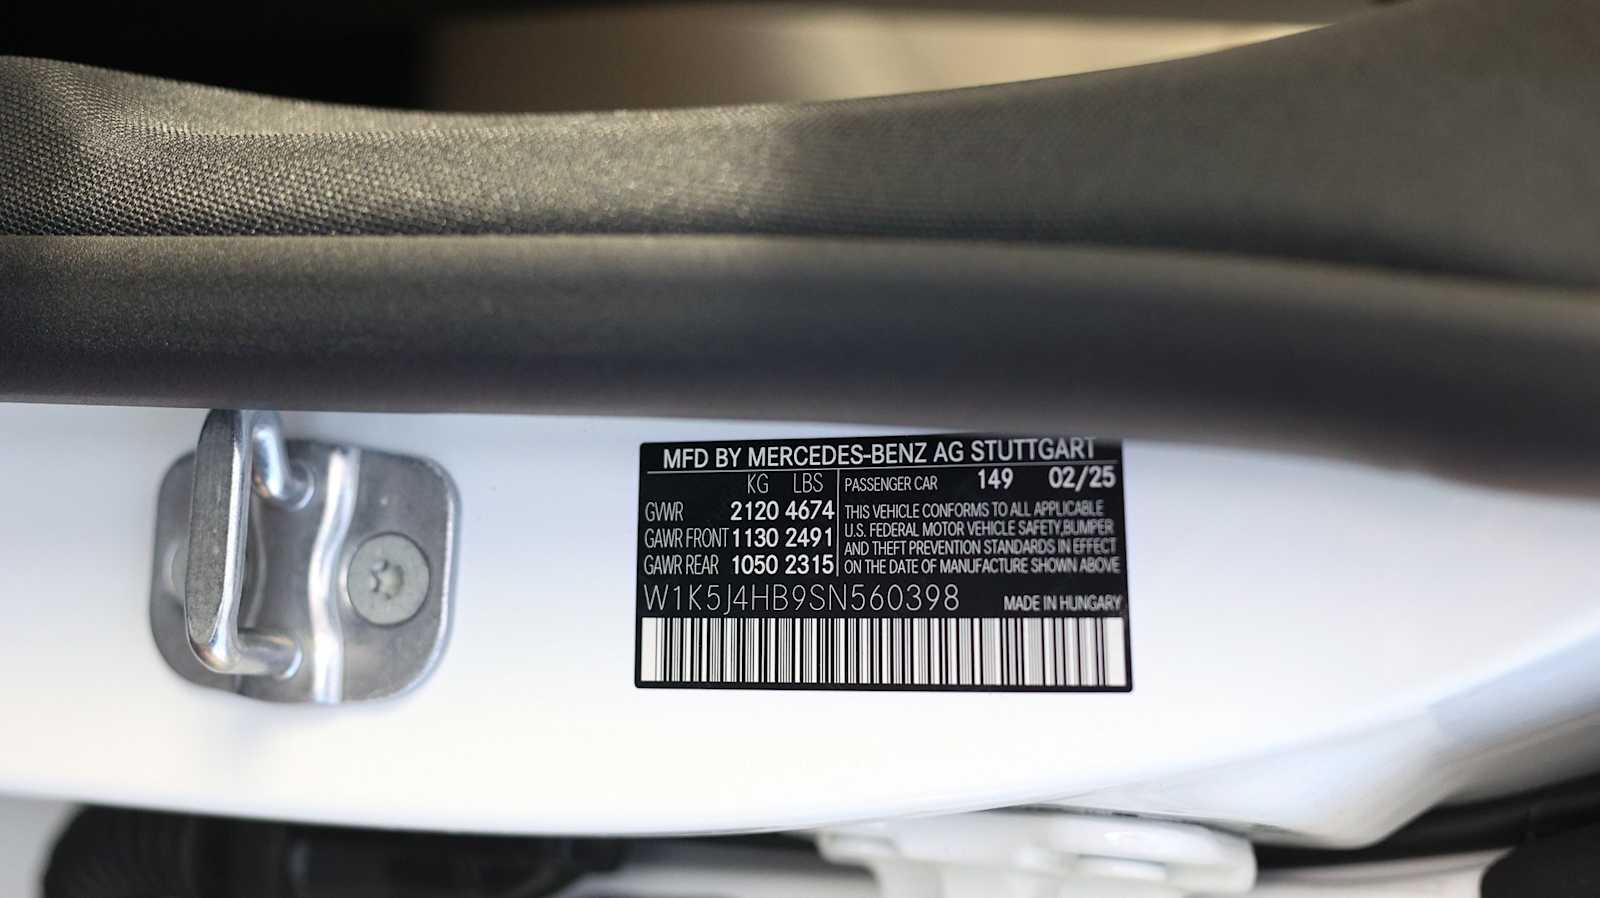 MFD BY MERCEDES-BENZ AG STUTTGART
KG LBS
GVWR 2120 4674
GAWR FRONT 1130 2491
GAWR REAR 1050 2315
PASSENGER CAR 149 02/25
THIS VEHICLE CONFORMS TO ALL APPLICABLE
U.S. FEDERAL MOTOR VEHICLE SAFETY,BUMPER
AND THEFT PREVENTION STANDARDS IN EFFECT
ON THE DATE OF MANUFACTURE SHOWN ABOVE
W1K5J4HB9SN560398
MADE IN HUNGARY